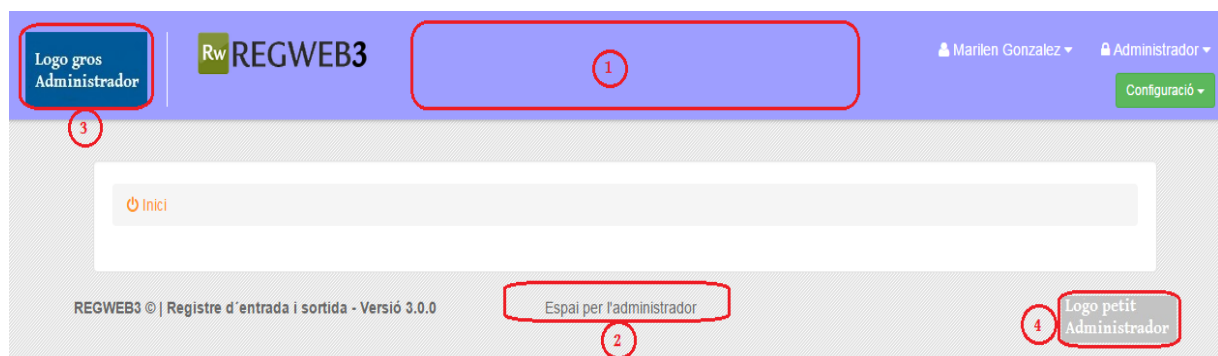 Logo gros
Administrador
Rw REGWEB3
1
Marilen Gonzalez
Administrador
Configuració
3
Inici
REGWEB3 © | Registre d´entrada i sortida - Versió 3.0.0
Espai per l'administrador
2
4
Logo petit
Administrador